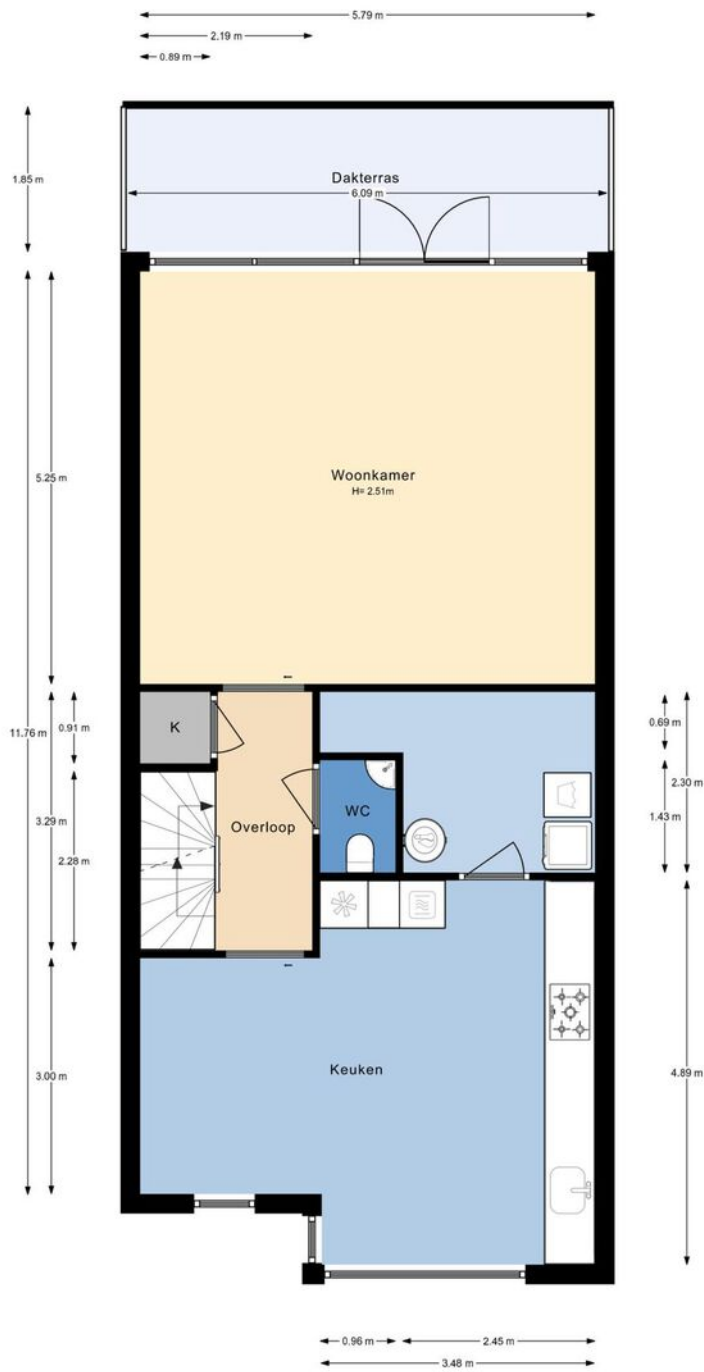 5.79 m
2.19 m
0.89 m
1.85 m
Dakterras
6.09 m
5.25 m
Woonkamer
H= 2.51m
11.76 m
0.91 m
K
0.69 m
2.30 m
3.29 m
WC
1.43 m
Overloop
2.28 m
3.00 m
Keuken
4.89 m
0.96 m
2.45 m
3.48 m